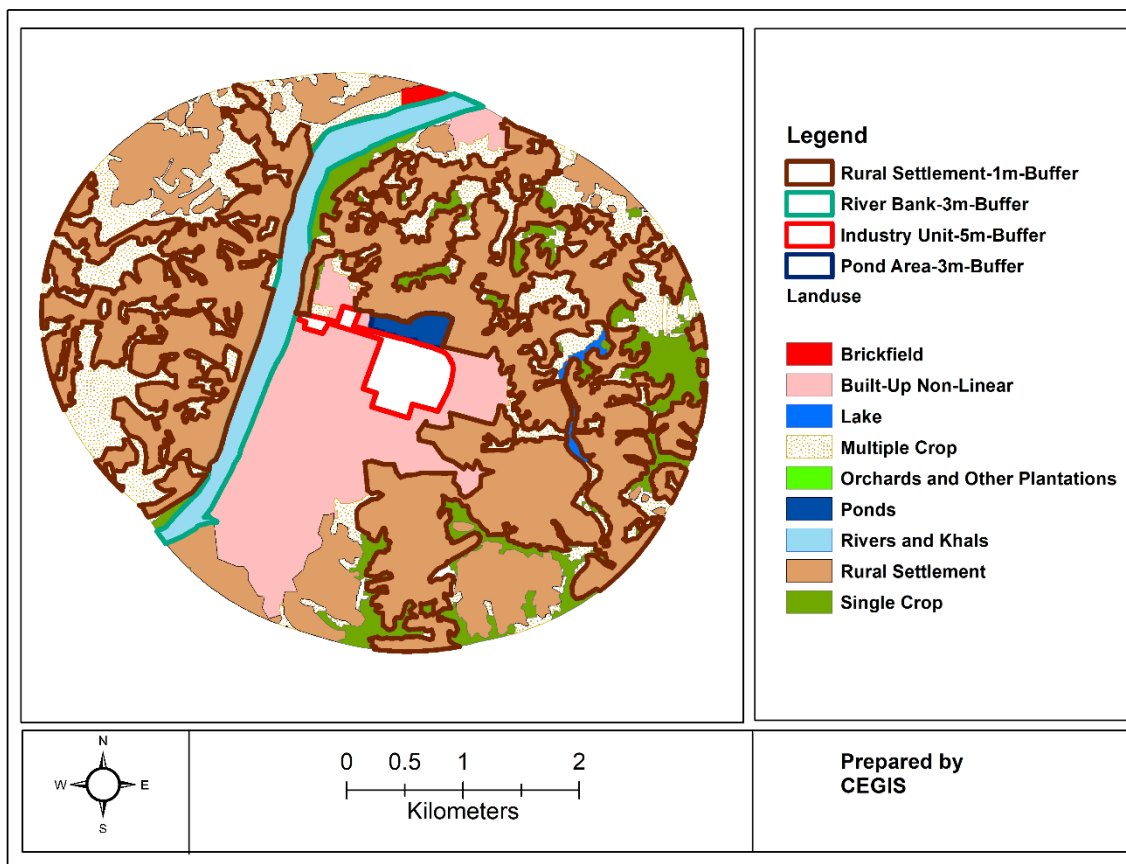 Legend
Rural Settlement-1m-Buffer
River Bank-3m-Buffer
Industry Unit-5m-Buffer
Pond Area-3m-Buffer
Landuse
Brickfield
Built-Up Non-Linear
Lake
Multiple Crop
Orchards and Other Plantations
Ponds
Rivers and Khals
Rural Settlement
Single Crop
N
W E
S
0 0.5 1 2
Kilometers
Prepared by
CEGIS